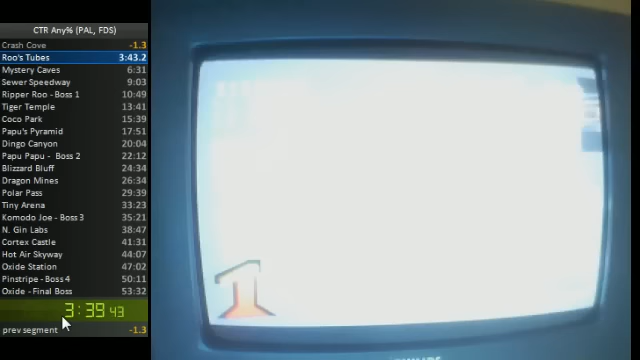 CTR Any% (PAL, FDS)
Crash Cove -1.3
Roo's Tubes 3:43.2
Mystery Caves 6:31
Sewer Speedway 9:03
Ripper Roo - Boss 1 10:49
Tiger Temple 13:41
Coco Park 15:39
Papu's Pyramid 17:51
Dingo Canyon 20:04
Papu Papu - Boss 2 22:12
Blizzard Bluff 24:34
Dragon Mines 26:34
Polar Pass 29:39
Tiny Arena 33:23
Komodo Joe - Boss 3 35:21
N. Gin Labs 38:47
Cortex Castle 41:31
Hot Air Skyway 44:07
Oxide Station 47:02
Pinstripe - Boss 4 50:11
Oxide - Final Boss 53:32
3:39 43
prev segment -1.3
1